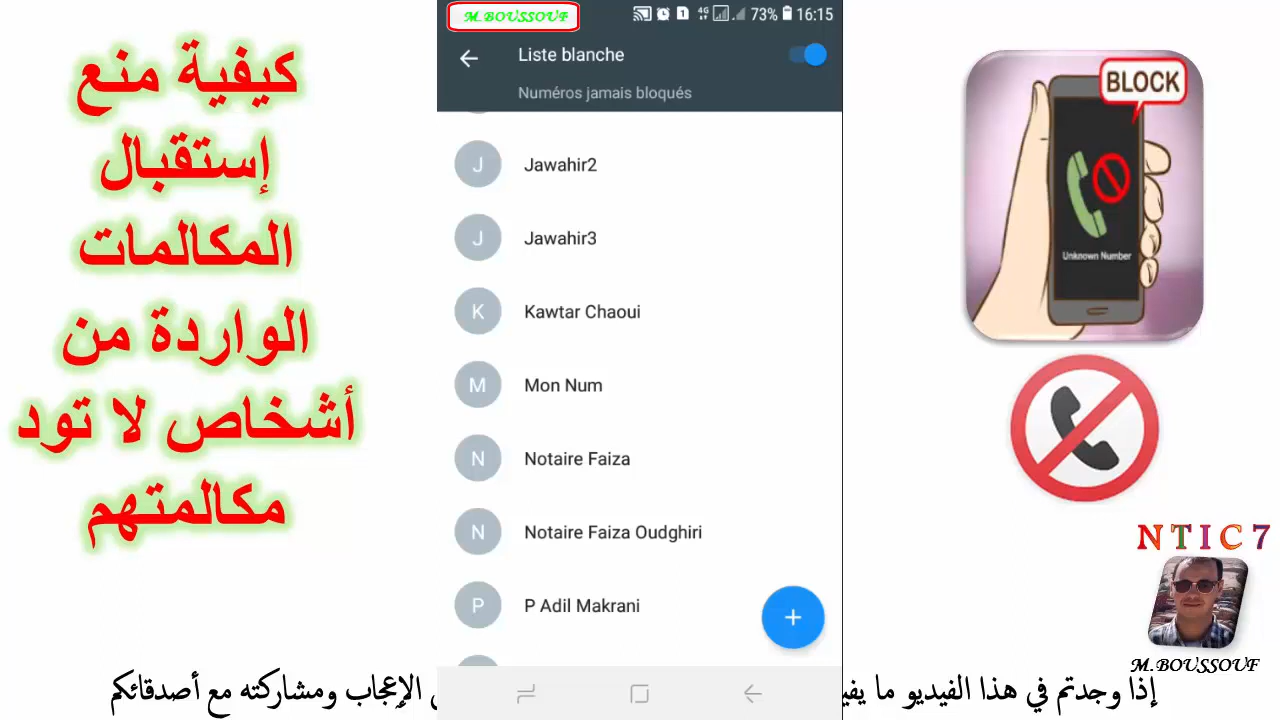 كيفية منع
إستقبال
المكالمات
الواردة من
أشخاص لا تود
مكالمتهم
M.BOUSSOUF
4G 73% 16:15
Liste blanche
Numéros jamais bloqués
J Jawahir2
J Jawahir3
K Kawtar Chaoui
M Mon Num
N Notaire Faiza
N Notaire Faiza Oudghiri
P P Adil Makrani
+
BLOCK
Unknown Number
NTIC7
M.BOUSSOUF
إذا وجدتم في هذا الفيديو ما الإعجاب ومشاركته مع أصدقائكم